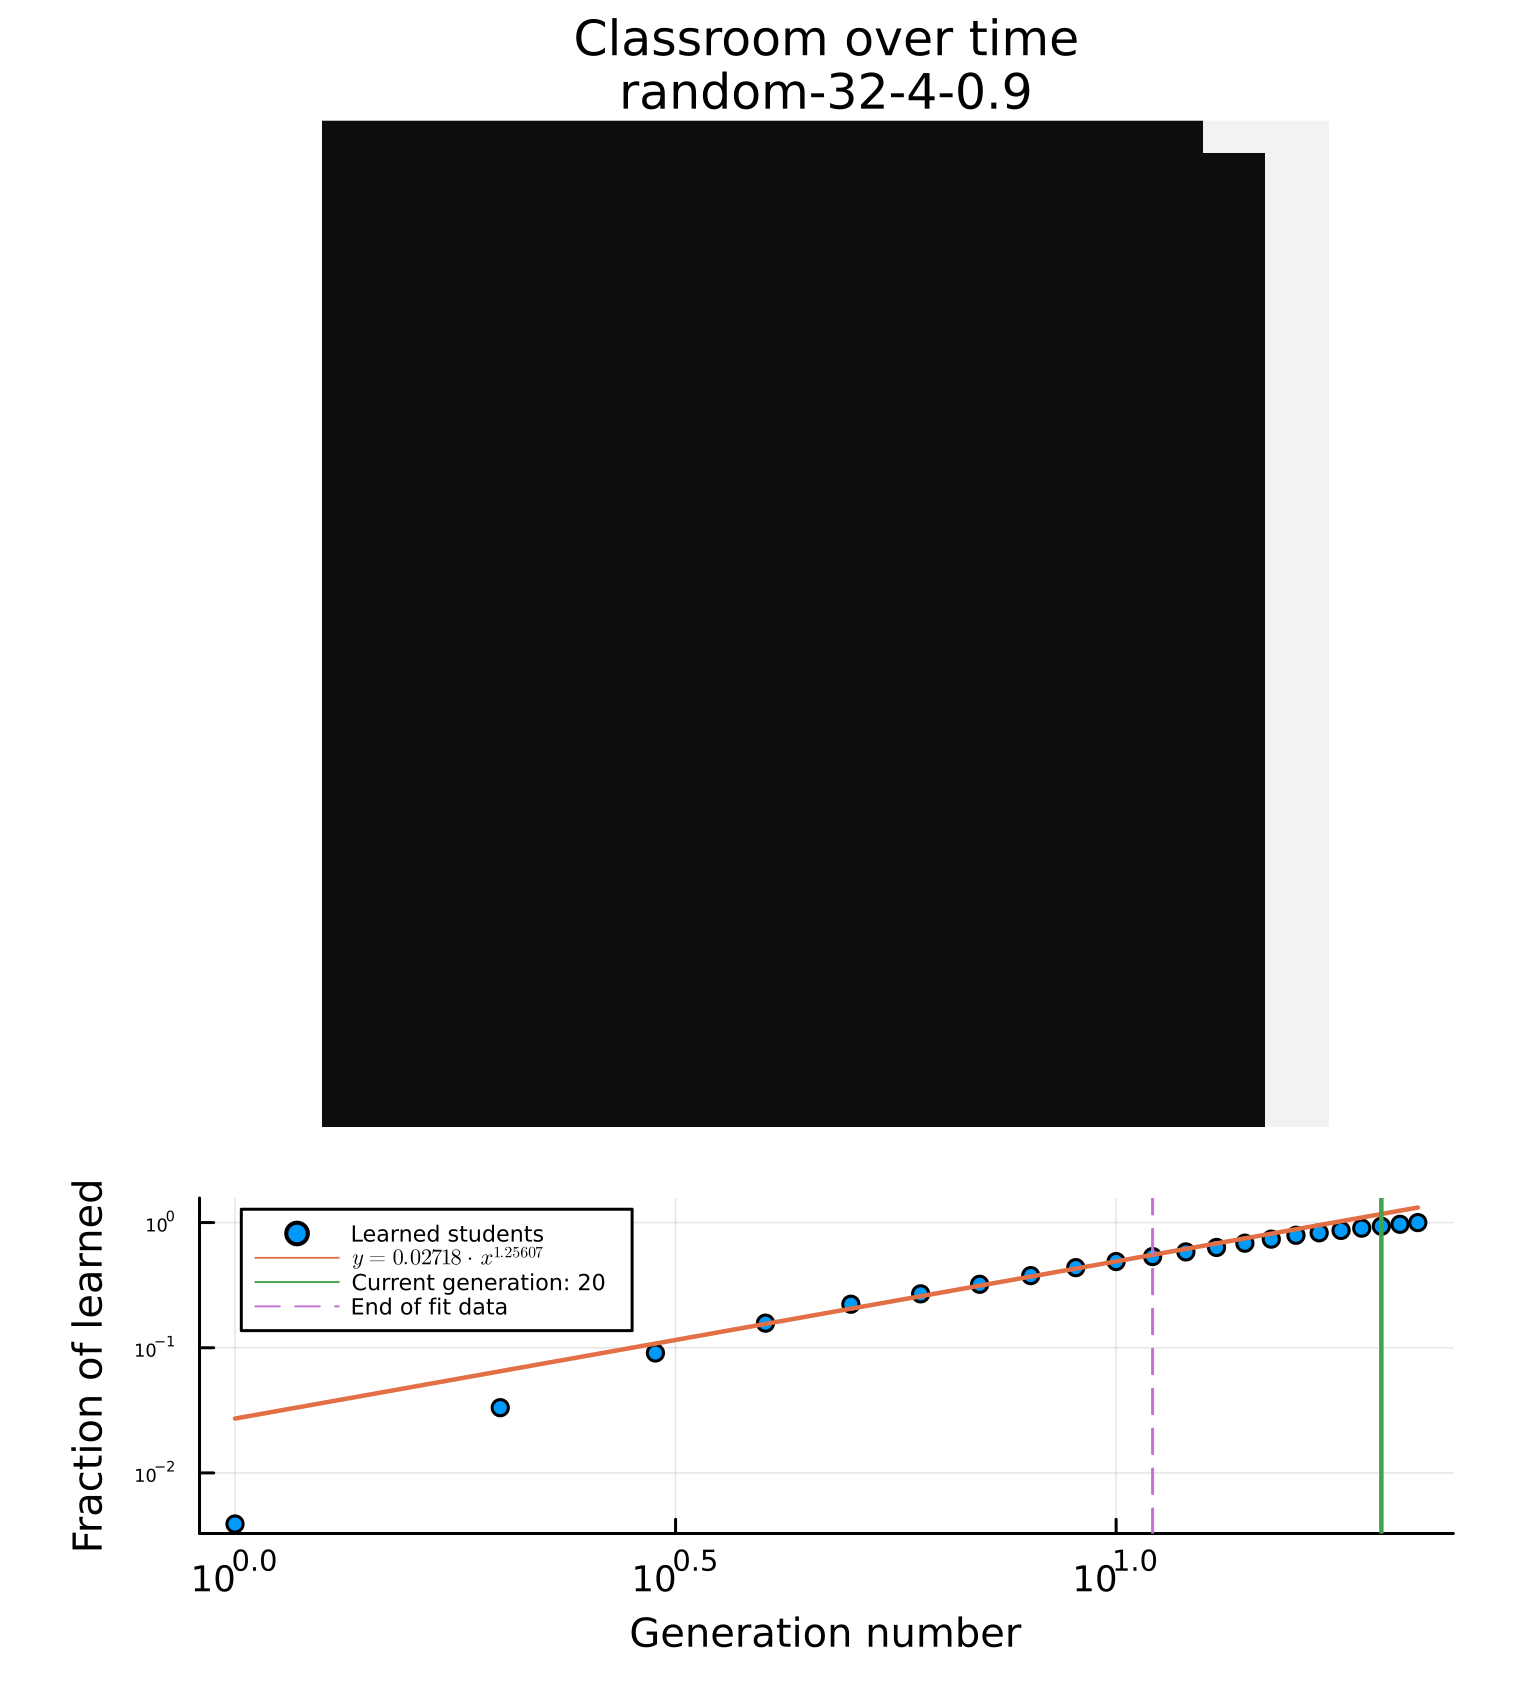 Classroom over time
random-32-4-0.9
Fraction of learned
10^0
10^-1
10^-2
Learned students
y = 0.02718 · x^1.25607
Current generation: 20
End of fit data
10^0.0 10^0.5 10^1.0
Generation number